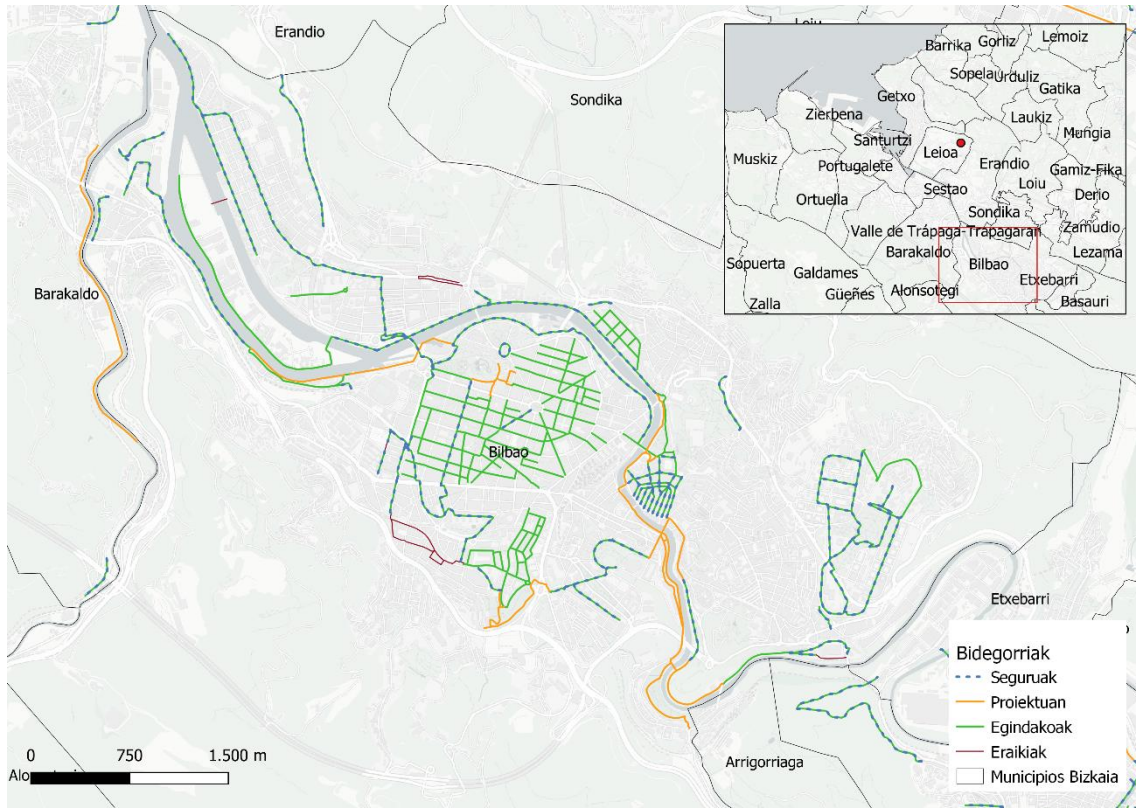 Erandio
Sondika
Barakaldo
Bilbao
Etxebarri
Arrigorriaga
Lemoiz
Gorliz
Barrika
Sopela
Urduliz
Gatika
Getxo
Laukiz
Zierbena
Mungia
Santurtzi
Muskiz
Leioa
Portugalete
Erandio
Gamiz-Fika
Sestao
Loiu
Derio
Ortuella
Sondika
Zamudio
Valle de Trápaga-Trapagaran
Barakaldo
Lezama
Sopuerta
Bilbao
Galdames
Etxebarri
Güeñes
Alonsotegi
Basauri
Zalla
Bidegorriak
Seguruak
Proiektuan
Egindakoak
Eraikiak
Municipios Bizkaia
0 750 1.500 m